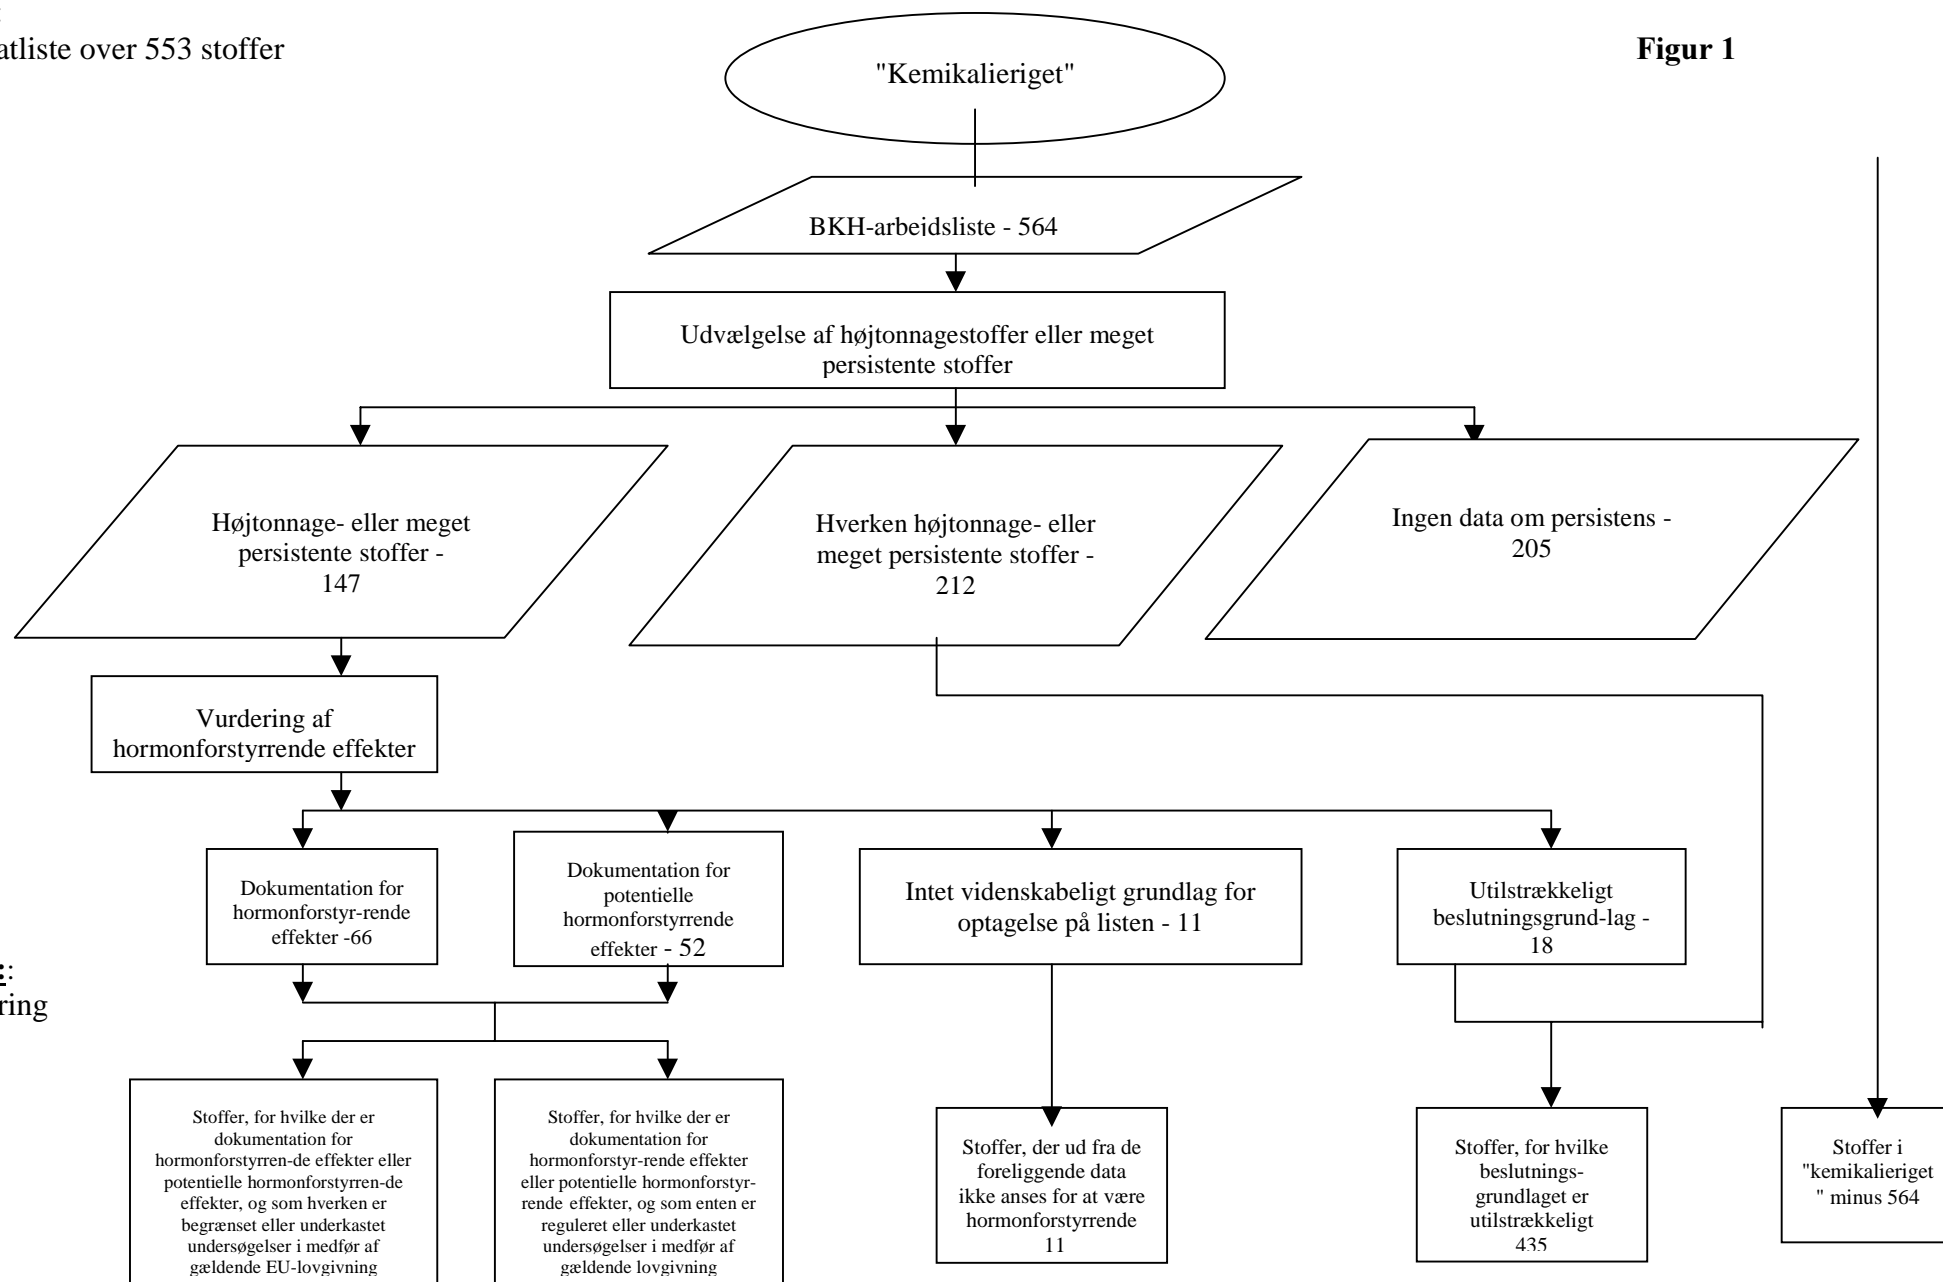 :
atliste over 553 stoffer
Figur 1
"Kemikalieriget"
BKH-arbejdsliste - 564
Udvælgelse af højtonnagestoffer eller meget
persistente stoffer
Højtonnage- eller meget
persistente stoffer -
147
Hverken højtonnage- eller
meget persistente stoffer -
212
Ingen data om persistens -
205
Vurdering af
hormonforstyrrende effekter
Dokumentation for
hormonforstyr-rende
effekter -66
Dokumentation for
potentielle
hormonforstyrrende
effekter - 52
Intet videnskabeligt grundlag for
optagelse på listen - 11
Utilstrækkeligt
beslutningsgrund-lag -
18
:
ring
Stoffer, for hvilke der er
dokumentation for
hormonforstyrren-de effekter eller
potentielle hormonforstyrren-de
effekter, og som hverken er
begrænset eller underkastet
undersøgelser i medfør af
gældende EU-lovgivning
Stoffer, for hvilke der er
dokumentation for
hormonforstyr-rende effekter
eller potentielle hormonforstyr-
rende effekter, og som enten er
reguleret eller underkastet
undersøgelser i medfør af
gældende lovgivning
Stoffer, der ud fra de
foreliggende data
ikke anses for at være
hormonforstyrrende
11
Stoffer, for hvilke
beslutnings-
grundlaget er
utilstrækkeligt
435
Stoffer i
"kemikalieriget
" minus 564